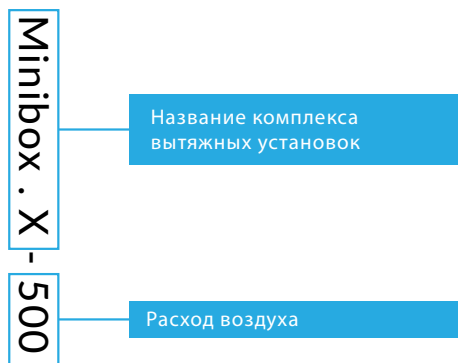 Minibox . X - 500
Название комплекса
вытяжных установок
Расход воздуха